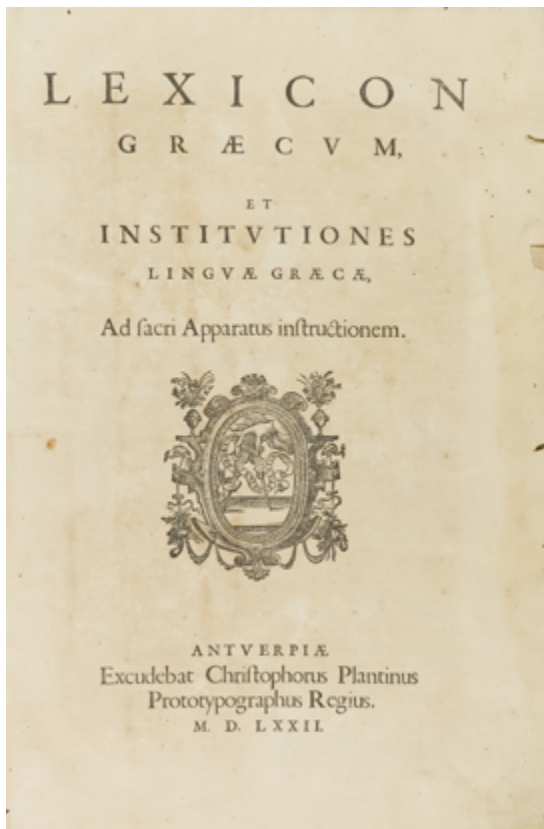 LEXICON
GRÆCVM,
ET
INSTITVTIONES
LINGVÆ GRÆCÆ,
Ad ſacri Apparatus inſtructionem.
ANTVERPIÆ
Excudebat Chriſtophorus Plantinus
Prototypographus Regius.
M. D. LXXII.